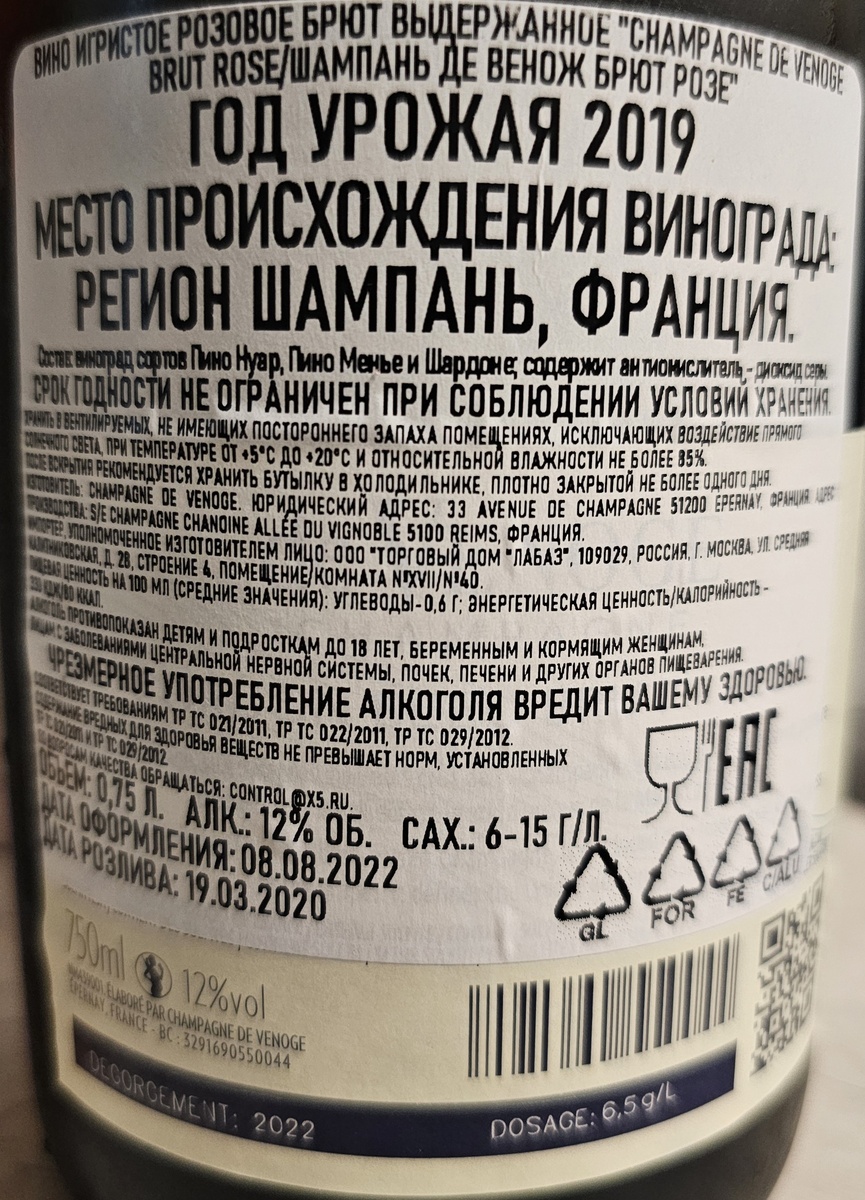 ВИНО ИГРИСТОЕ РОЗОВОЕ БРЮТ ВЫДЕРЖАННОЕ "CHAMPAGNE DE VENOGE
BRUT ROSE/ШАМПАНЬ ДЕ ВЕНОЖ БРЮТ РОЗЕ"
ГОД УРОЖАЯ 2019
МЕСТО ПРОИСХОЖДЕНИЯ ВИНОГРАДА:
РЕГИОН ШАМПАНЬ, ФРАНЦИЯ.
Состав: виноград сортов Пино Нуар, Пино Менье и Шардоне; содержит антиокислитель - диоксид серы.
СРОК ГОДНОСТИ НЕ ОГРАНИЧЕН ПРИ СОБЛЮДЕНИИ УСЛОВИЙ ХРАНЕНИЯ.
ХРАНИТЬ В ВЕНТИЛИРУЕМЫХ, НЕ ИМЕЮЩИХ ПОСТОРОННЕГО ЗАПАХА ПОМЕЩЕНИЯХ, ИСКЛЮЧАЮЩИХ ВОЗДЕЙСТВИЕ ПРЯМОГО
СОЛНЕЧНОГО СВЕТА, ПРИ ТЕМПЕРАТУРЕ ОТ +5°С ДО +20°С И ОТНОСИТЕЛЬНОЙ ВЛАЖНОСТИ НЕ БОЛЕЕ 85%.
ПОСЛЕ ВСКРЫТИЯ РЕКОМЕНДУЕТСЯ ХРАНИТЬ БУТЫЛКУ В ХОЛОДИЛЬНИКЕ, ПЛОТНО ЗАКРЫТОЙ НЕ БОЛЕЕ ОДНОГО ДНЯ.
ИЗГОТОВИТЕЛЬ: CHAMPAGNE DE VENOGE. ЮРИДИЧЕСКИЙ АДРЕС: 33 AVENUE DE CHAMPAGNE 51200 EPERNAY, ФРАНЦИЯ. АДРЕС
ПРОИЗВОДСТВА: S/E CHAMPAGNE CHANOINE ALLÉE DU VIGNOBLE 5100 REIMS, ФРАНЦИЯ.
ИМПОРТЕР, УПОЛНОМОЧЕННОЕ ИЗГОТОВИТЕЛЕМ ЛИЦО: ООО "ТОРГОВЫЙ ДОМ "ЛАБАЗ", 109029, РОССИЯ, Г. МОСКВА, УЛ. СРЕДНЯЯ
КАЛИТНИКОВСКАЯ, Д. 28, СТРОЕНИЕ 4, ПОМЕЩЕНИЕ/КОМНАТА №XVII/№40.
ПИЩЕВАЯ ЦЕННОСТЬ НА 100 МЛ (СРЕДНИЕ ЗНАЧЕНИЯ): УГЛЕВОДЫ-0,6 Г; ЭНЕРГЕТИЧЕСКАЯ ЦЕННОСТЬ/КАЛОРИЙНОСТЬ -
КДЖ/80 ККАЛ.
АЛКОГОЛЬ ПРОТИВОПОКАЗАН ДЕТЯМ И ПОДРОСТКАМ ДО 18 ЛЕТ, БЕРЕМЕННЫМ И КОРМЯЩИМ ЖЕНЩИНАМ,
ЛИЦАМ С ЗАБОЛЕВАНИЯМИ ЦЕНТРАЛЬНОЙ НЕРВНОЙ СИСТЕМЫ, ПОЧЕК, ПЕЧЕНИ И ДРУГИХ ОРГАНОВ ПИЩЕВАРЕНИЯ.
ЧРЕЗМЕРНОЕ УПОТРЕБЛЕНИЕ АЛКОГОЛЯ ВРЕДИТ ВАШЕМУ ЗДОРОВЬЮ.
СООТВЕТСТВУЕТ ТРЕБОВАНИЯМ ТР ТС 021/2011, ТР ТС 022/2011, ТР ТС 029/2012.
СОДЕРЖАНИЕ ВРЕДНЫХ ДЛЯ ЗДОРОВЬЯ ВЕЩЕСТВ НЕ ПРЕВЫШАЕТ НОРМ, УСТАНОВЛЕННЫХ
ТР ТС 021/2011 И ТР ТС 029/2012.
ПО ВОПРОСАМ КАЧЕСТВА ОБРАЩАТЬСЯ: CONTROL@X5.RU.
ОБЪЕМ: 0,75 Л. АЛК.: 12% ОБ. САХ.: 6-15 Г/Л.
ДАТА ОФОРМЛЕНИЯ: 08.08.2022
ДАТА РОЗЛИВА: 19.03.2020
EAC
GL FOR FE C/ALU
750ml 12%vol
ÉLABORÉ PAR CHAMPAGNE DE VENOGE
ÉPERNAY, FRANCE - BC : 3291690550044
DÉGORGEMENT: 2022 DOSAGE: 6,5 g/L